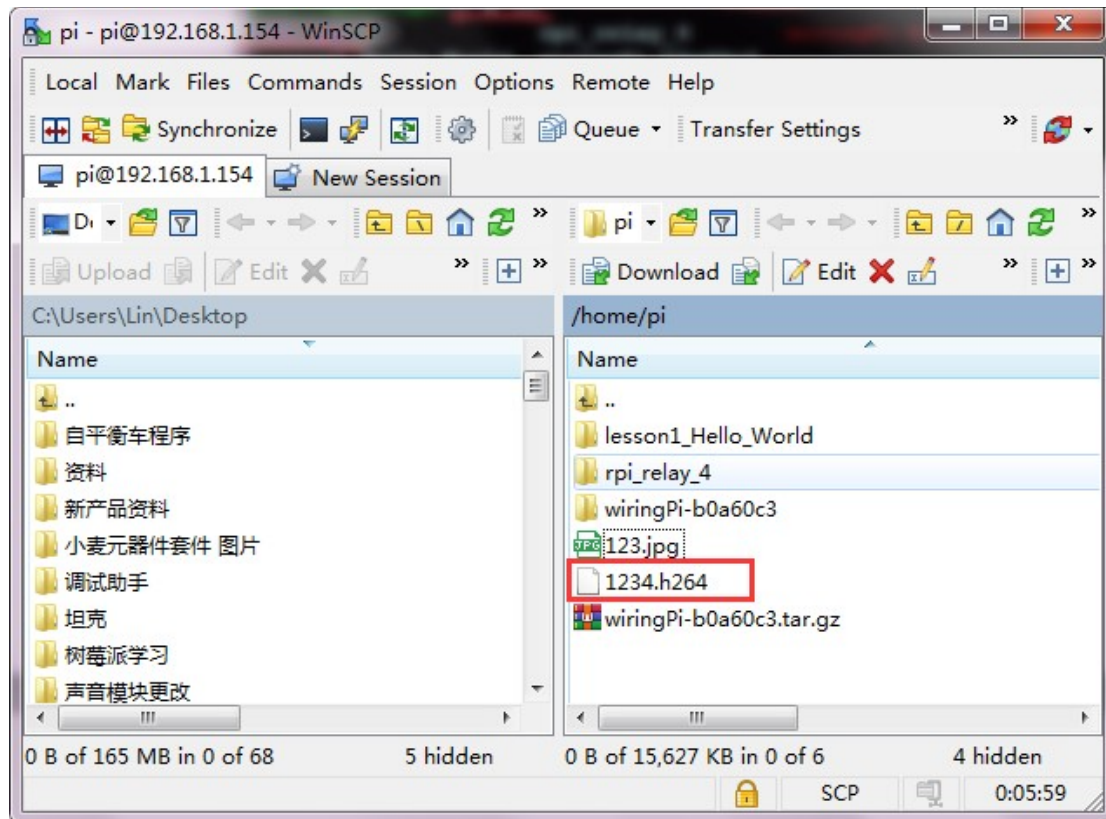 pi - pi@192.168.1.154 - WinSCP
Local Mark Files Commands Session Options Remote Help
Synchronize Queue Transfer Settings »
pi@192.168.1.154 New Session
D » pi »
Upload Edit » » Download Edit » »
C:\Users\Lin\Desktop /home/pi
Name Name
.. ..
自平衡车程序 lesson1_Hello_World
资料 rpi_relay_4
新产品资料 wiringPi-b0a60c3
小麦元器件套件 图片 123.jpg
调试助手 1234.h264
坦克 wiringPi-b0a60c3.tar.gz
树莓派学习
声音模块更改
0 B of 165 MB in 0 of 68 5 hidden 0 B of 15,627 KB in 0 of 6 4 hidden
SCP 0:05:59